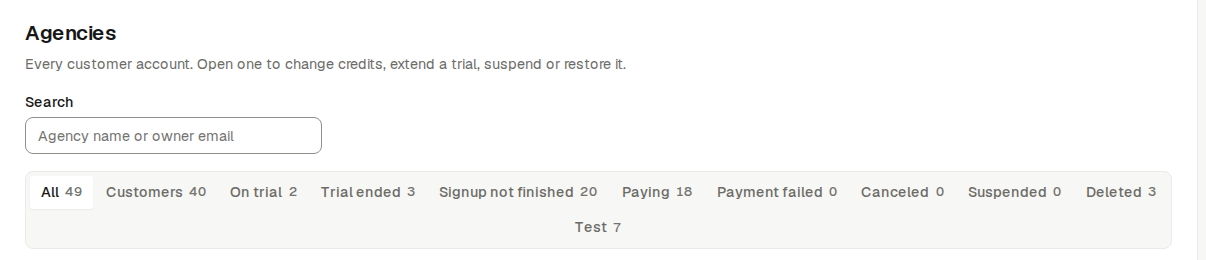 Agencies
Every customer account. Open one to change credits, extend a trial, suspend or restore it.
Search
Agency name or owner email
All 49 Customers 40 On trial 2 Trial ended 3 Signup not finished 20 Paying 18 Payment failed 0 Canceled 0 Suspended 0 Deleted 3
Test 7